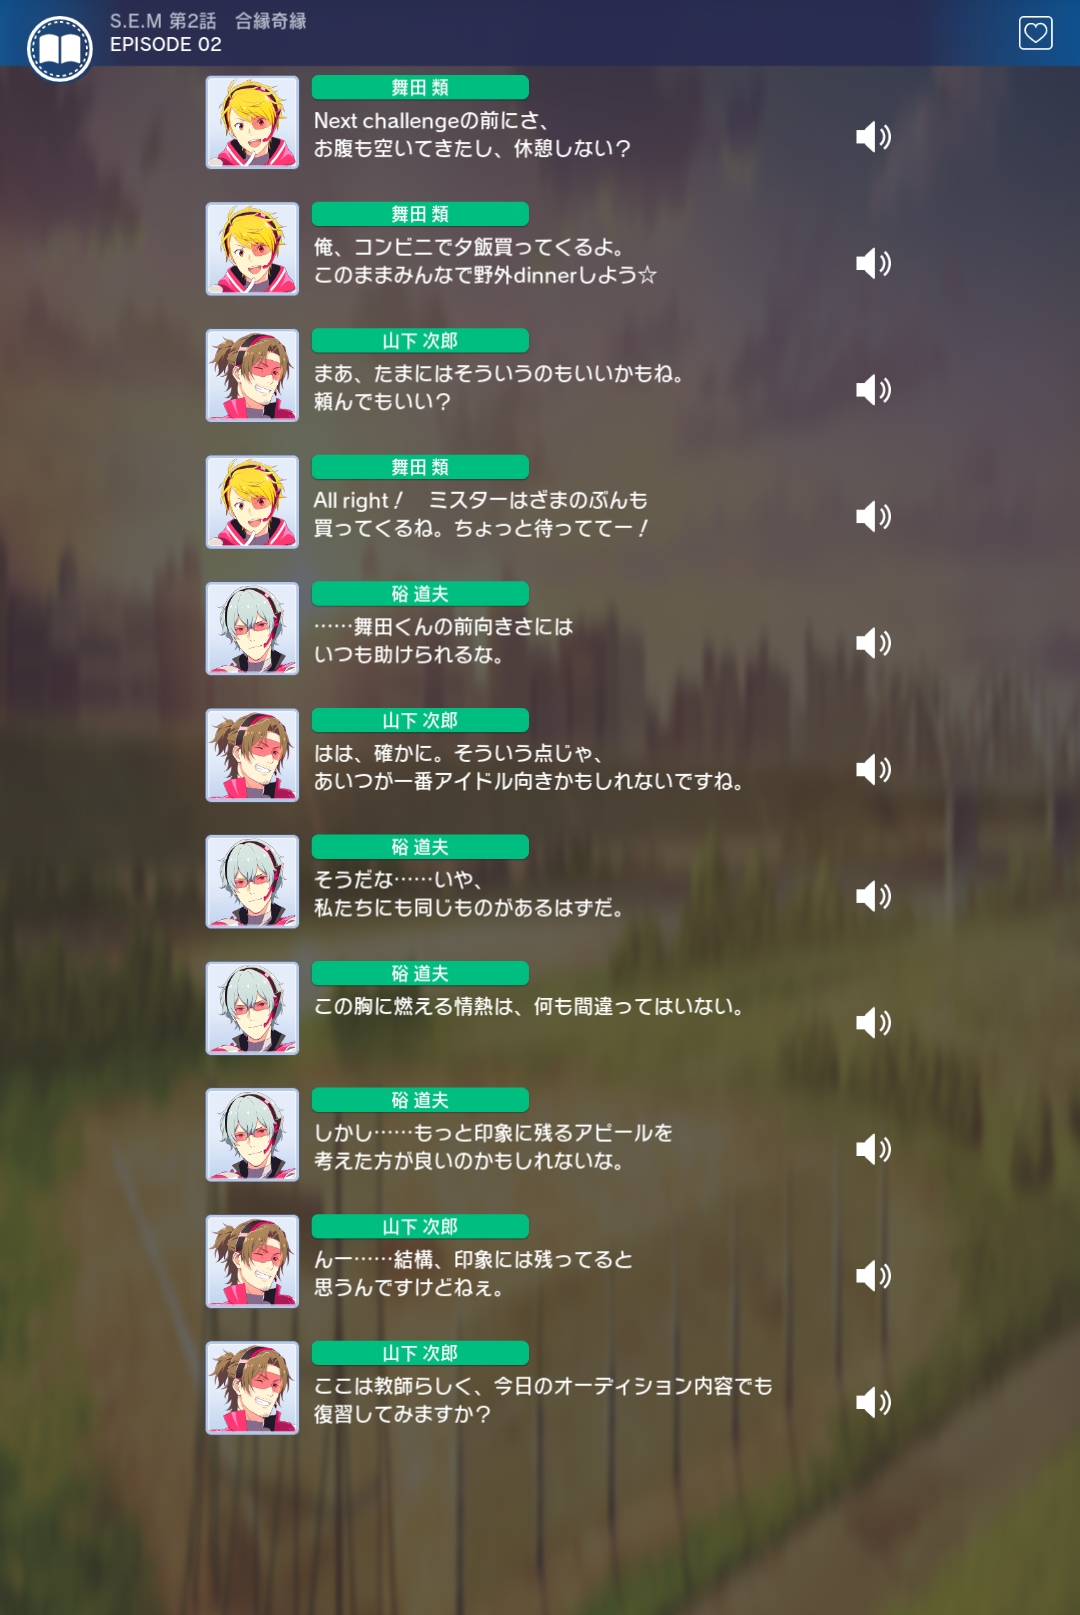 S.E.M 第2話　合縁奇縁
EPISODE 02
舞田 類
Next challengeの前にさ、
お腹も空いてきたし、休憩しない？
舞田 類
俺、コンビニで夕飯買ってくるよ。
このままみんなで野外dinnerしよう☆
山下 次郎
まあ、たまにはそういうのもいいかもね。
頼んでもいい？
舞田 類
All right！　ミスターはざまのぶんも
買ってくるね。ちょっと待っててー！
硲 道夫
……舞田くんの前向きさには
いつも助けられるな。
山下 次郎
はは、確かに。そういう点じゃ、
あいつが一番アイドル向きかもしれないですね。
硲 道夫
そうだな……いや、
私たちにも同じものがあるはずだ。
硲 道夫
この胸に燃える情熱は、何も間違ってはいない。
硲 道夫
しかし……もっと印象に残るアピールを
考えた方が良いのかもしれないな。
山下 次郎
んー……結構、印象には残ってると
思うんですけどねぇ。
山下 次郎
ここは教師らしく、今日のオーディション内容でも
復習してみますか？